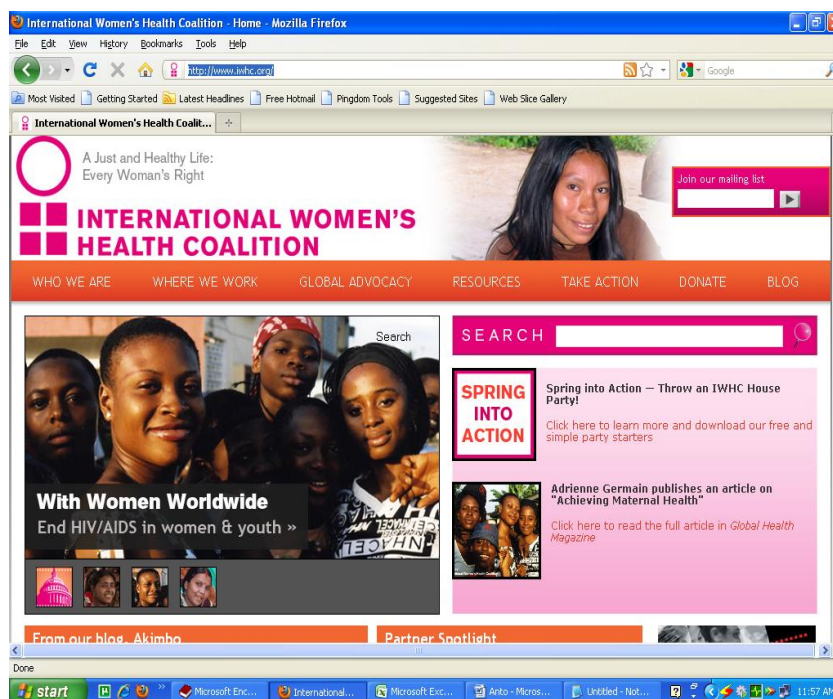 International Women's Health Coalition - Home - Mozilla Firefox
File Edit View History Bookmarks Tools Help
http://www.iwhc.org/
Google
Most Visited Getting Started Latest Headlines Free Hotmail Pingdom Tools Suggested Sites Web Slice Gallery
International Women's Health Coalit...
A Just and Healthy Life:
Every Woman's Right
INTERNATIONAL WOMEN'S
HEALTH COALITION
Join our mailing list
WHO WE ARE WHERE WE WORK GLOBAL ADVOCACY RESOURCES TAKE ACTION DONATE BLOG
Search
With Women Worldwide
End HIV/AIDS in women & youth »
SEARCH
SPRING
INTO
ACTION
Spring into Action — Throw an IWHC House
Party!
Click here to learn more and download our free and
simple party starters
Adrienne Germain publishes an article on
"Achieving Maternal Health"
Click here to read the full article in Global Health
Magazine
From our blog, Akimbo
Partner Spotlight
Done
start
Microsoft Enc...
International...
Microsoft Exc...
Anto - Micros...
Untitled - Not...
11:57 AM